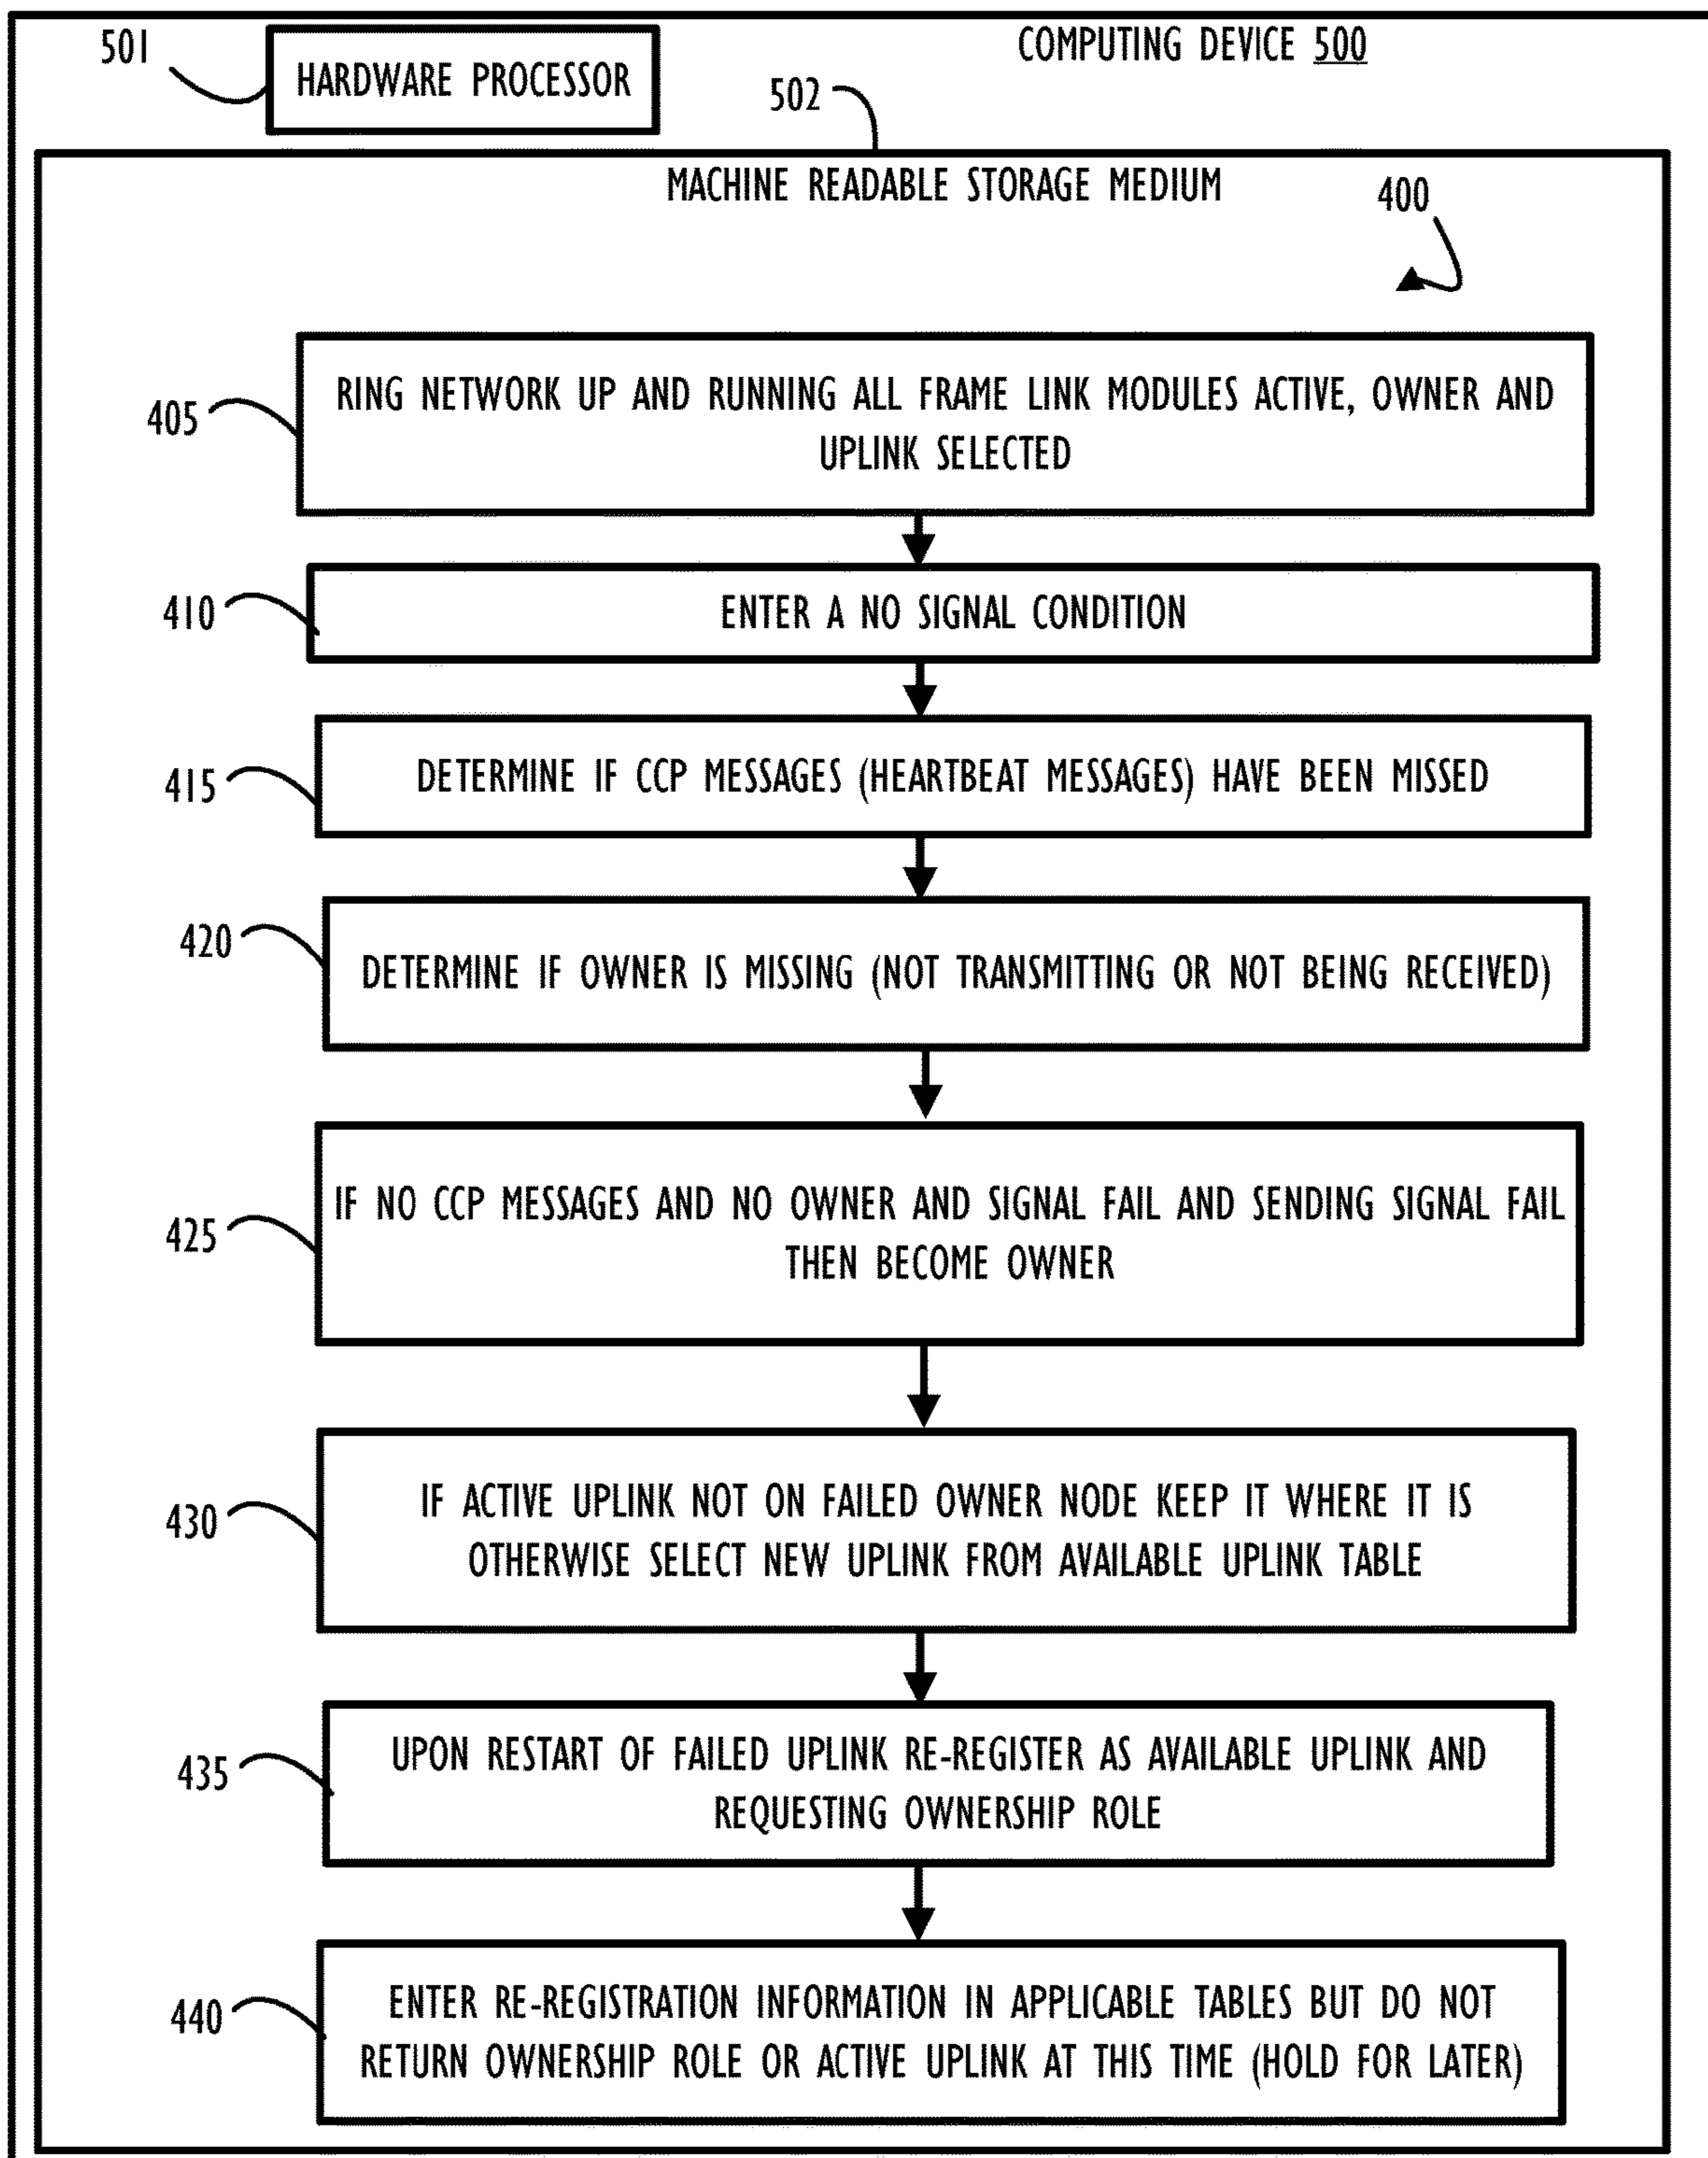 501
HARDWARE PROCESSOR
COMPUTING DEVICE 500
502
MACHINE READABLE STORAGE MEDIUM
400
405
RING NETWORK UP AND RUNNING ALL FRAME LINK MODULES ACTIVE, OWNER AND
UPLINK SELECTED
410
ENTER A NO SIGNAL CONDITION
415
DETERMINE IF CCP MESSAGES (HEARTBEAT MESSAGES) HAVE BEEN MISSED
420
DETERMINE IF OWNER IS MISSING (NOT TRANSMITTING OR NOT BEING RECEIVED)
425
IF NO CCP MESSAGES AND NO OWNER AND SIGNAL FAIL AND SENDING SIGNAL FAIL
THEN BECOME OWNER
430
IF ACTIVE UPLINK NOT ON FAILED OWNER NODE KEEP IT WHERE IT IS
OTHERWISE SELECT NEW UPLINK FROM AVAILABLE UPLINK TABLE
435
UPON RESTART OF FAILED UPLINK RE-REGISTER AS AVAILABLE UPLINK AND
REQUESTING OWNERSHIP ROLE
440
ENTER RE-REGISTRATION INFORMATION IN APPLICABLE TABLES BUT DO NOT
RETURN OWNERSHIP ROLE OR ACTIVE UPLINK AT THIS TIME (HOLD FOR LATER)